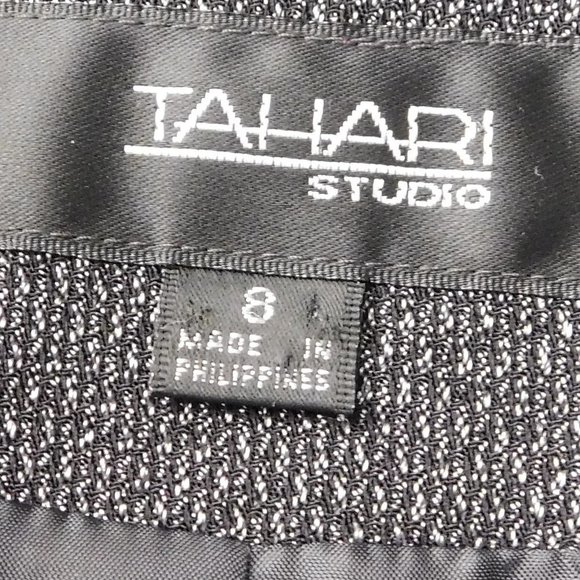 TAHARI
STUDIO
8
MADE IN
PHILIPPINES